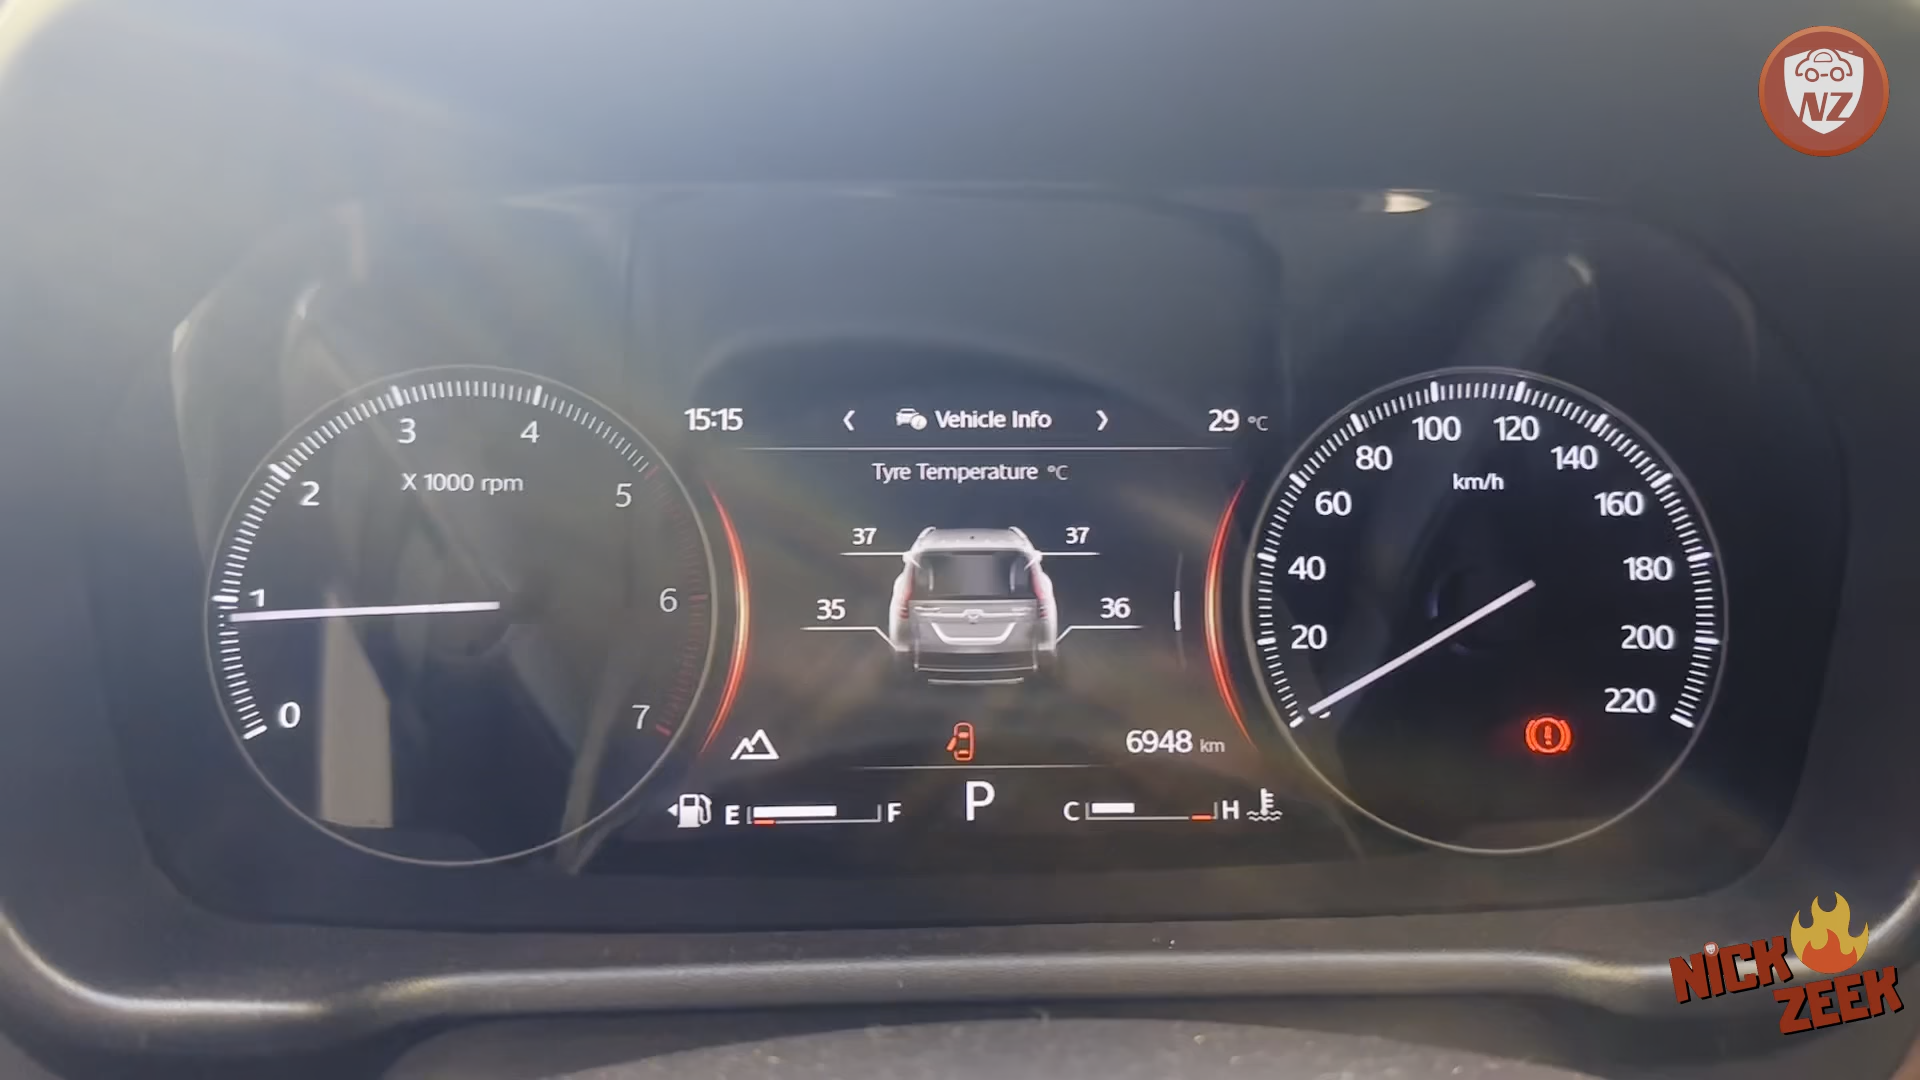 NZ
15:15
Vehicle Info
29 °C
Tyre Temperature °C
37
37
35
36
6948 km
E
F
P
C
H
0
1
2
3
4
5
6
7
X 1000 rpm
20
40
60
80
100
120
140
160
180
200
220
km/h
NiCK
ZEEK